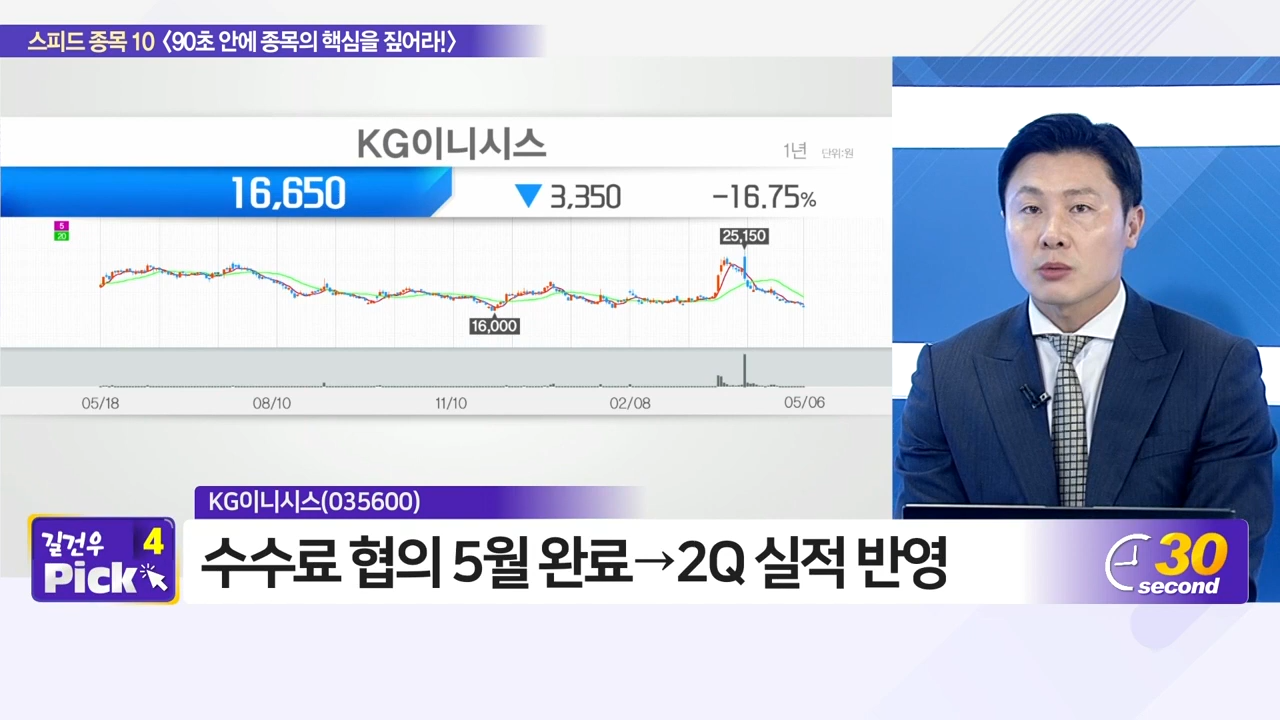 스피드 종목 10 〈90초 안에 종목의 핵심을 짚어라!〉
KG이니시스
1년 단위:원
16,650 ▼ 3,350 -16.75%
5
20
25,150
16,000
05/18 08/10 11/10 02/08 05/06
KG이니시스(035600)
길건우 4
Pick
수수료 협의 5월 완료→2Q 실적 반영
30
second